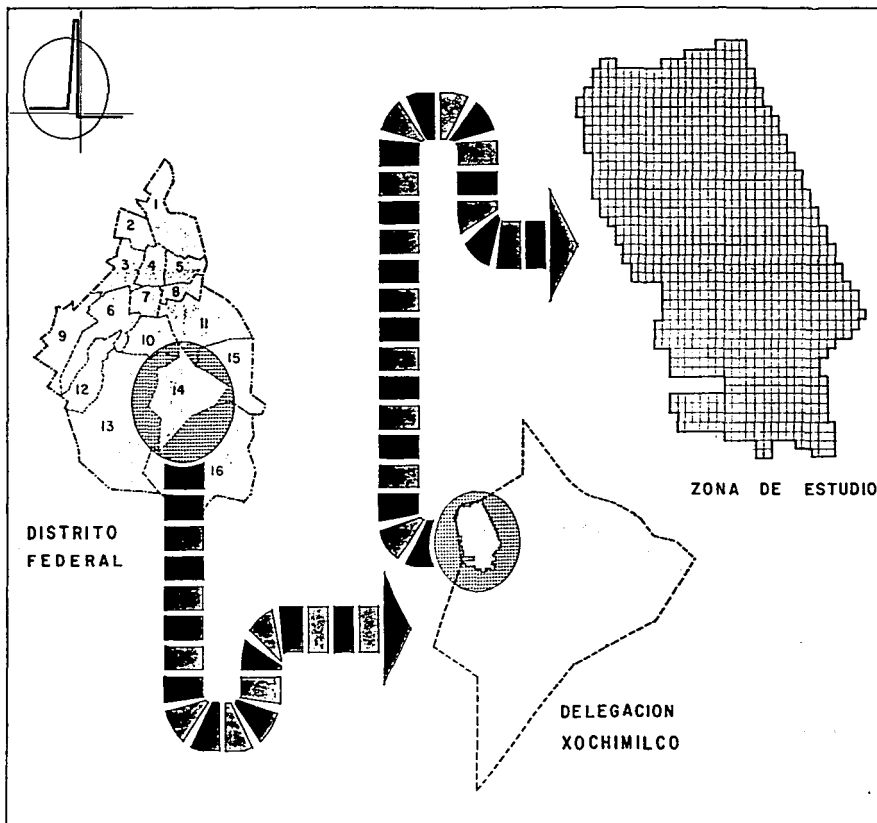 1
2
3 4 5
6 7 8
9 10 11
12 14 15
13
16
DISTRITO
FEDERAL
ZONA DE ESTUDIO
DELEGACION
XOCHIMILCO